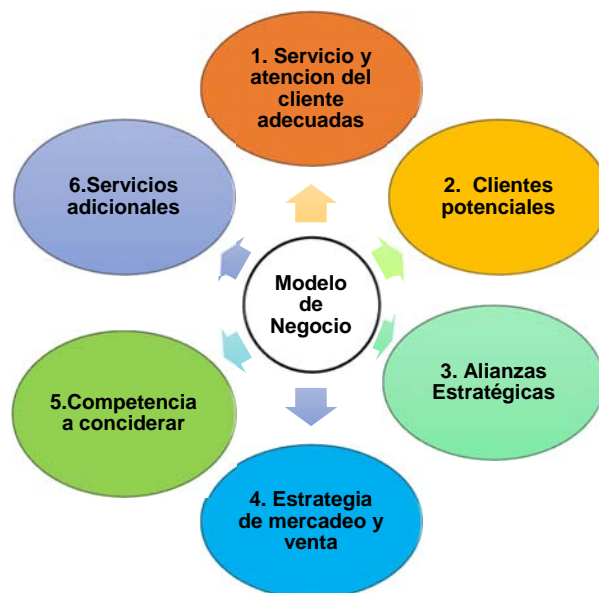 1. Servicio y
atencion del
cliente
adecuadas
2. Clientes
potenciales
3. Alianzas
Estratégicas
4. Estrategia
de mercadeo y
venta
5.Competencia
a conciderar
6.Servicios
adicionales
Modelo
de
Negocio